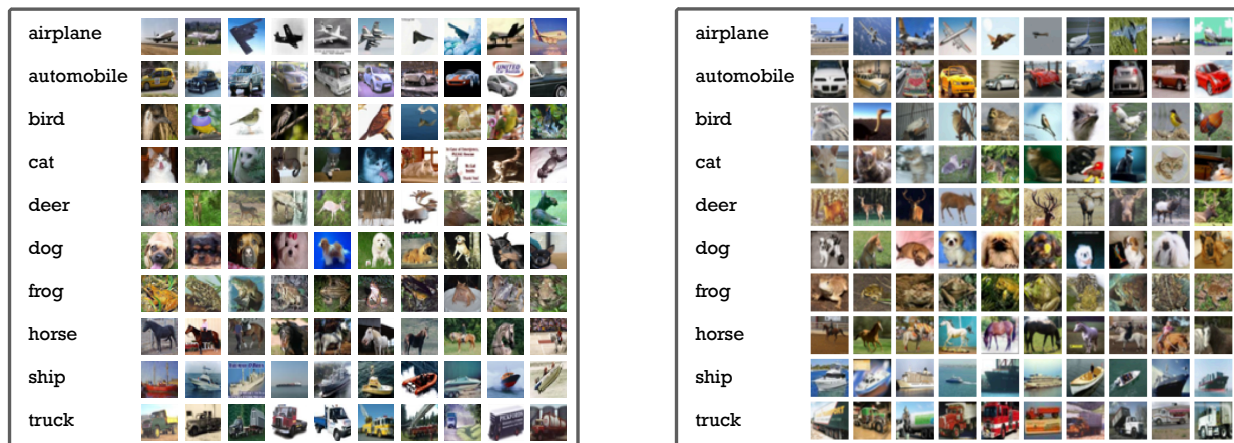 airplane
automobile
bird
cat
deer
dog
frog
horse
ship
truck
UNITED
airplane
automobile
bird
cat
deer
dog
frog
horse
ship
truck